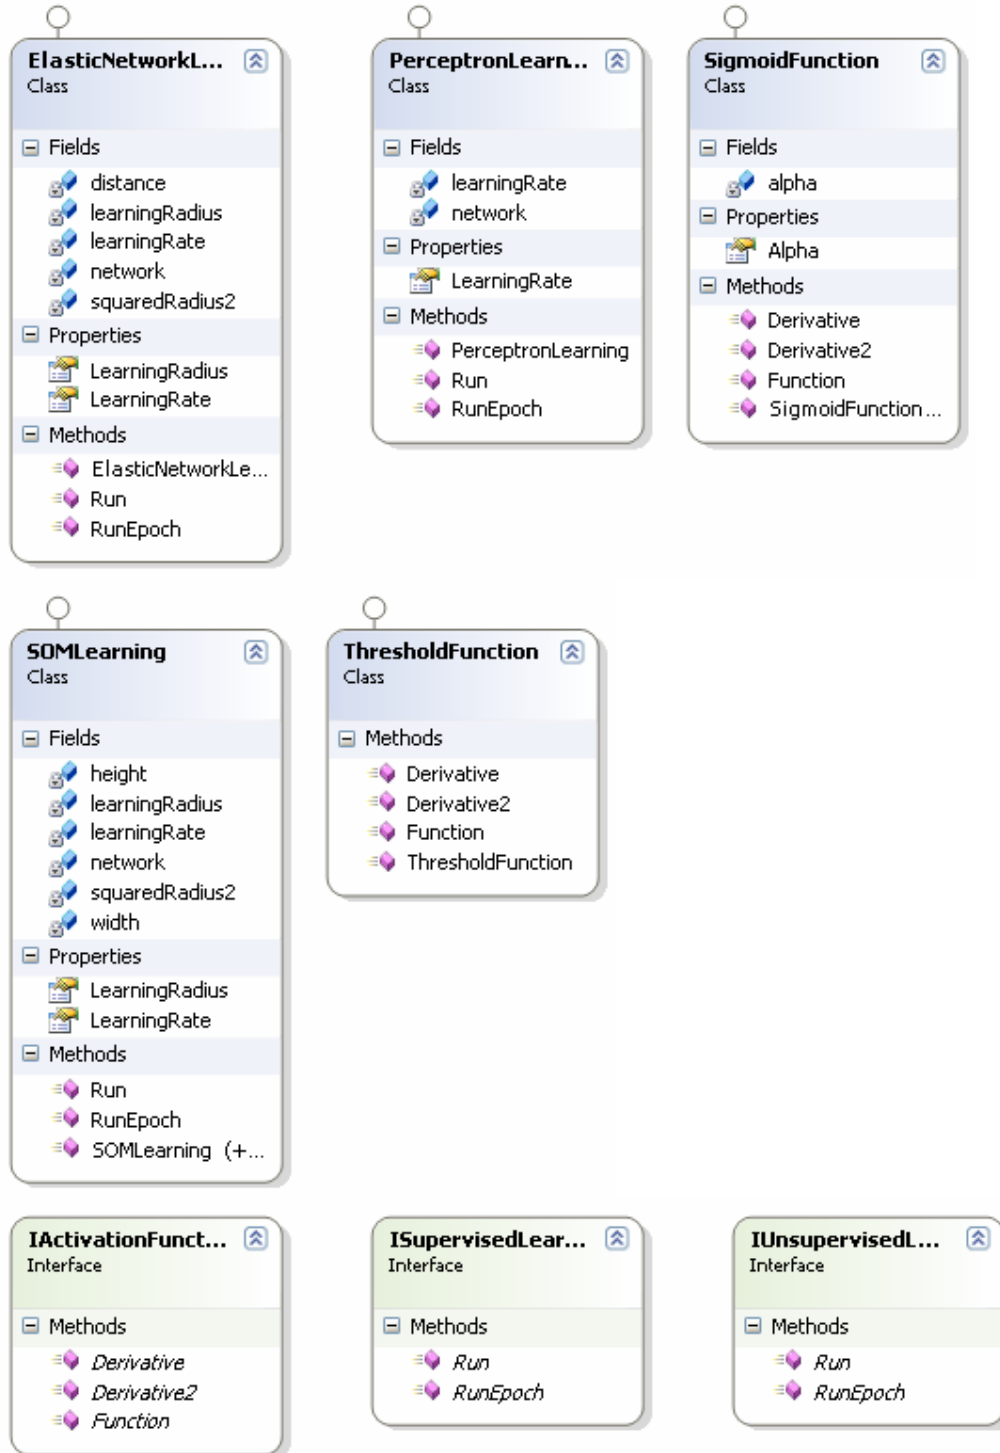 ElasticNetworkL...
Class
Fields
distance
learningRadius
learningRate
network
squaredRadius2
Properties
LearningRadius
LearningRate
Methods
ElasticNetworkLe...
Run
RunEpoch
PerceptronLearn...
Class
Fields
learningRate
network
Properties
LearningRate
Methods
PerceptronLearning
Run
RunEpoch
SigmoidFunction
Class
Fields
alpha
Properties
Alpha
Methods
Derivative
Derivative2
Function
SigmoidFunction...
SOMLearning
Class
Fields
height
learningRadius
learningRate
network
squaredRadius2
width
Properties
LearningRadius
LearningRate
Methods
Run
RunEpoch
SOMLearning (+...
ThresholdFunction
Class
Methods
Derivative
Derivative2
Function
ThresholdFunction
IActivationFunct...
Interface
Methods
Derivative
Derivative2
Function
ISupervisedLear...
Interface
Methods
Run
RunEpoch
IUnsupervisedL...
Interface
Methods
Run
RunEpoch